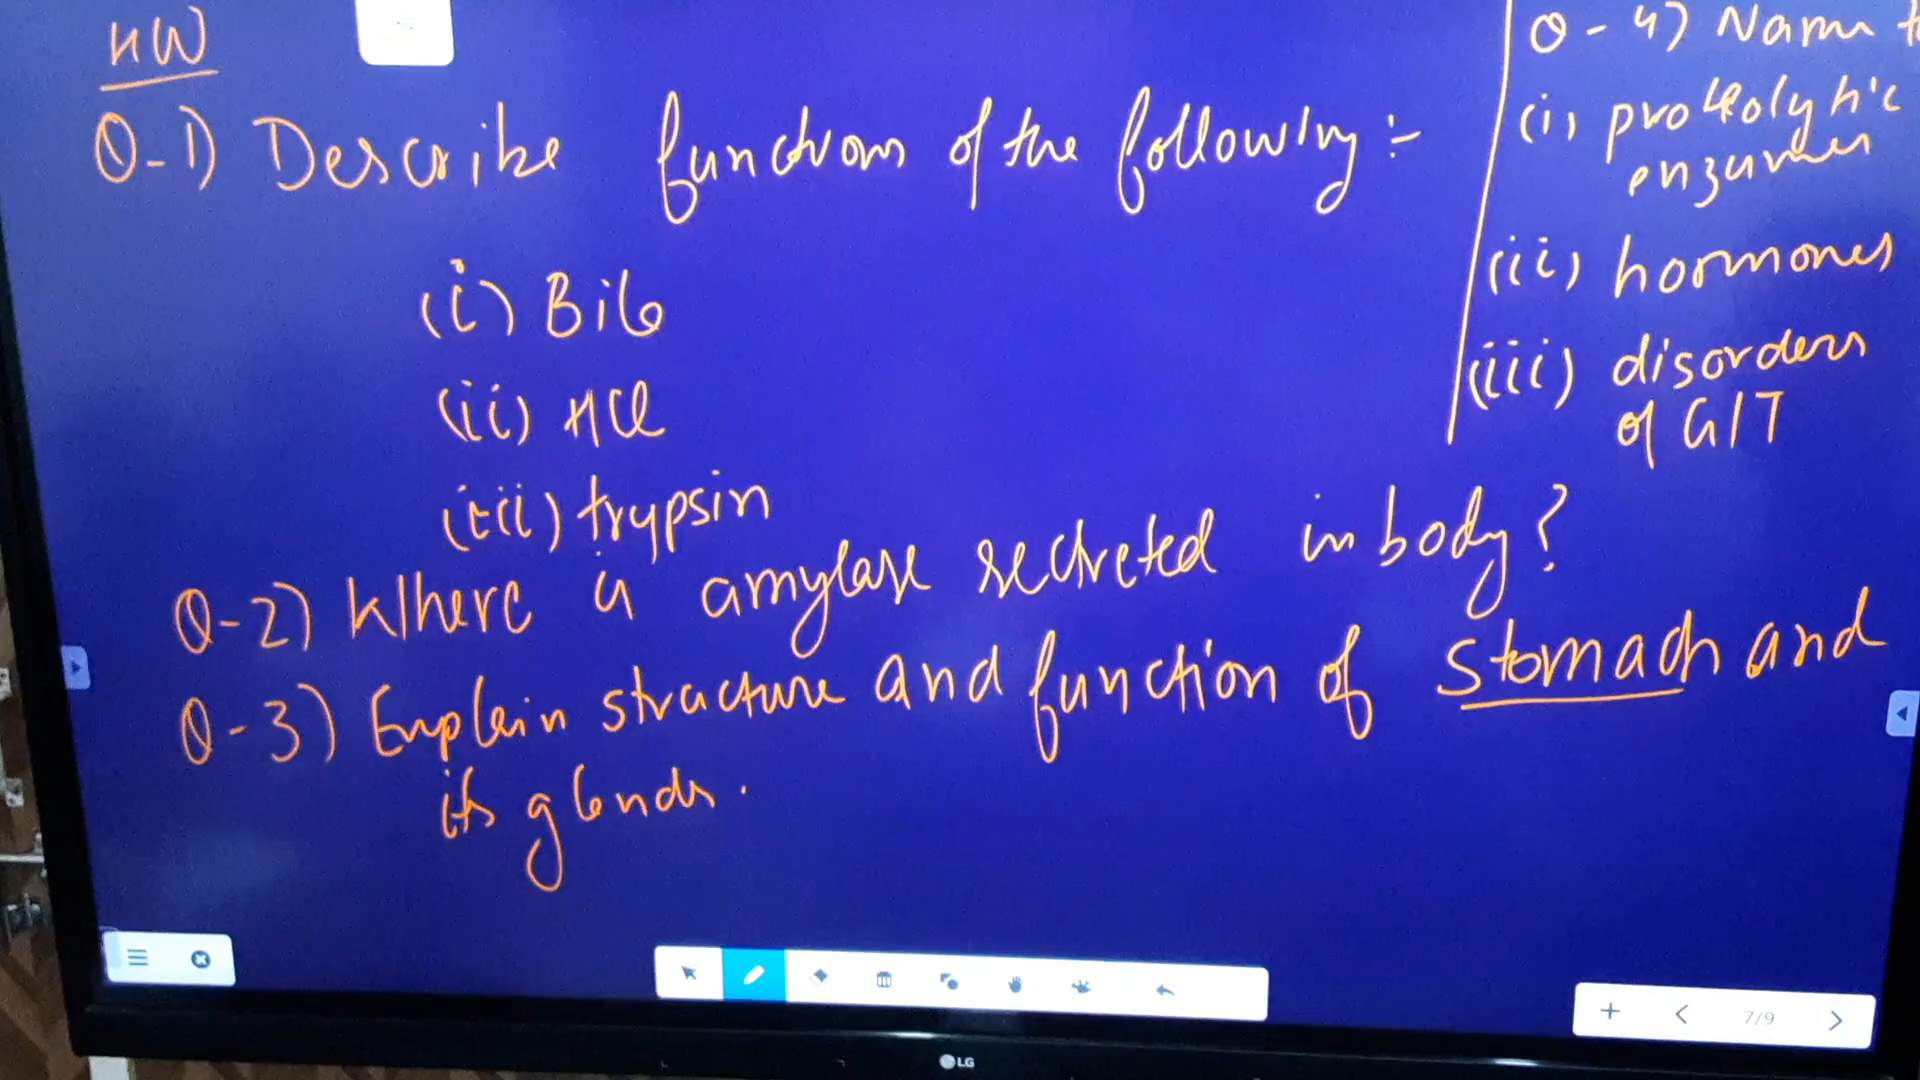 HW
Q-1) Describe functions of the following :-
(i) Bile
(ii) HCl
(iii) trypsin
Q-2) Where is amylase secreted in body?
Q-3) Explain structure and function of stomach and
its glands.
Q-4) Name
(i) proteolytic
enzymes
(ii) hormones
(iii) disorders
of GIT
7/9
LG